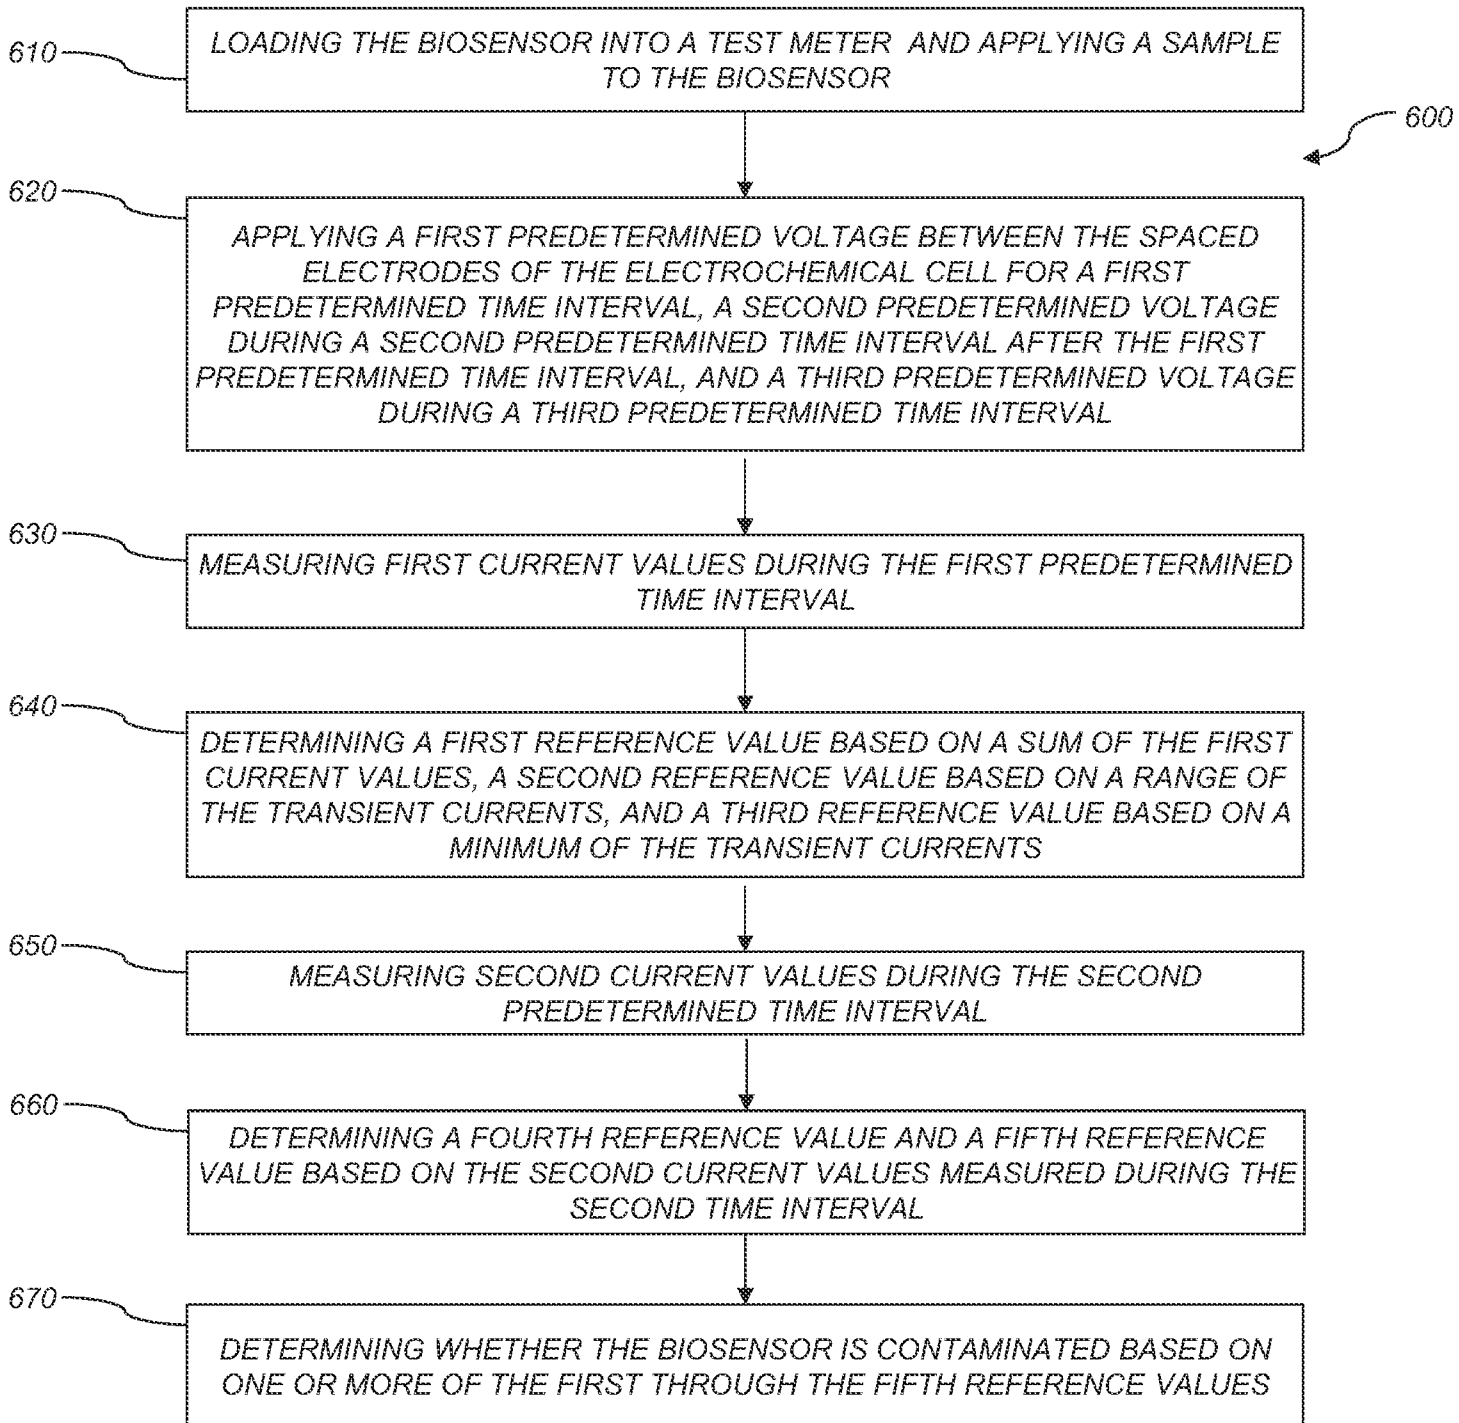 610
LOADING THE BIOSENSOR INTO A TEST METER AND APPLYING A SAMPLE
TO THE BIOSENSOR
600
620
APPLYING A FIRST PREDETERMINED VOLTAGE BETWEEN THE SPACED
ELECTRODES OF THE ELECTROCHEMICAL CELL FOR A FIRST
PREDETERMINED TIME INTERVAL, A SECOND PREDETERMINED VOLTAGE
DURING A SECOND PREDETERMINED TIME INTERVAL AFTER THE FIRST
PREDETERMINED TIME INTERVAL, AND A THIRD PREDETERMINED VOLTAGE
DURING A THIRD PREDETERMINED TIME INTERVAL
630
MEASURING FIRST CURRENT VALUES DURING THE FIRST PREDETERMINED
TIME INTERVAL
640
DETERMINING A FIRST REFERENCE VALUE BASED ON A SUM OF THE FIRST
CURRENT VALUES, A SECOND REFERENCE VALUE BASED ON A RANGE OF
THE TRANSIENT CURRENTS, AND A THIRD REFERENCE VALUE BASED ON A
MINIMUM OF THE TRANSIENT CURRENTS
650
MEASURING SECOND CURRENT VALUES DURING THE SECOND
PREDETERMINED TIME INTERVAL
660
DETERMINING A FOURTH REFERENCE VALUE AND A FIFTH REFERENCE
VALUE BASED ON THE SECOND CURRENT VALUES MEASURED DURING THE
SECOND TIME INTERVAL
670
DETERMINING WHETHER THE BIOSENSOR IS CONTAMINATED BASED ON
ONE OR MORE OF THE FIRST THROUGH THE FIFTH REFERENCE VALUES